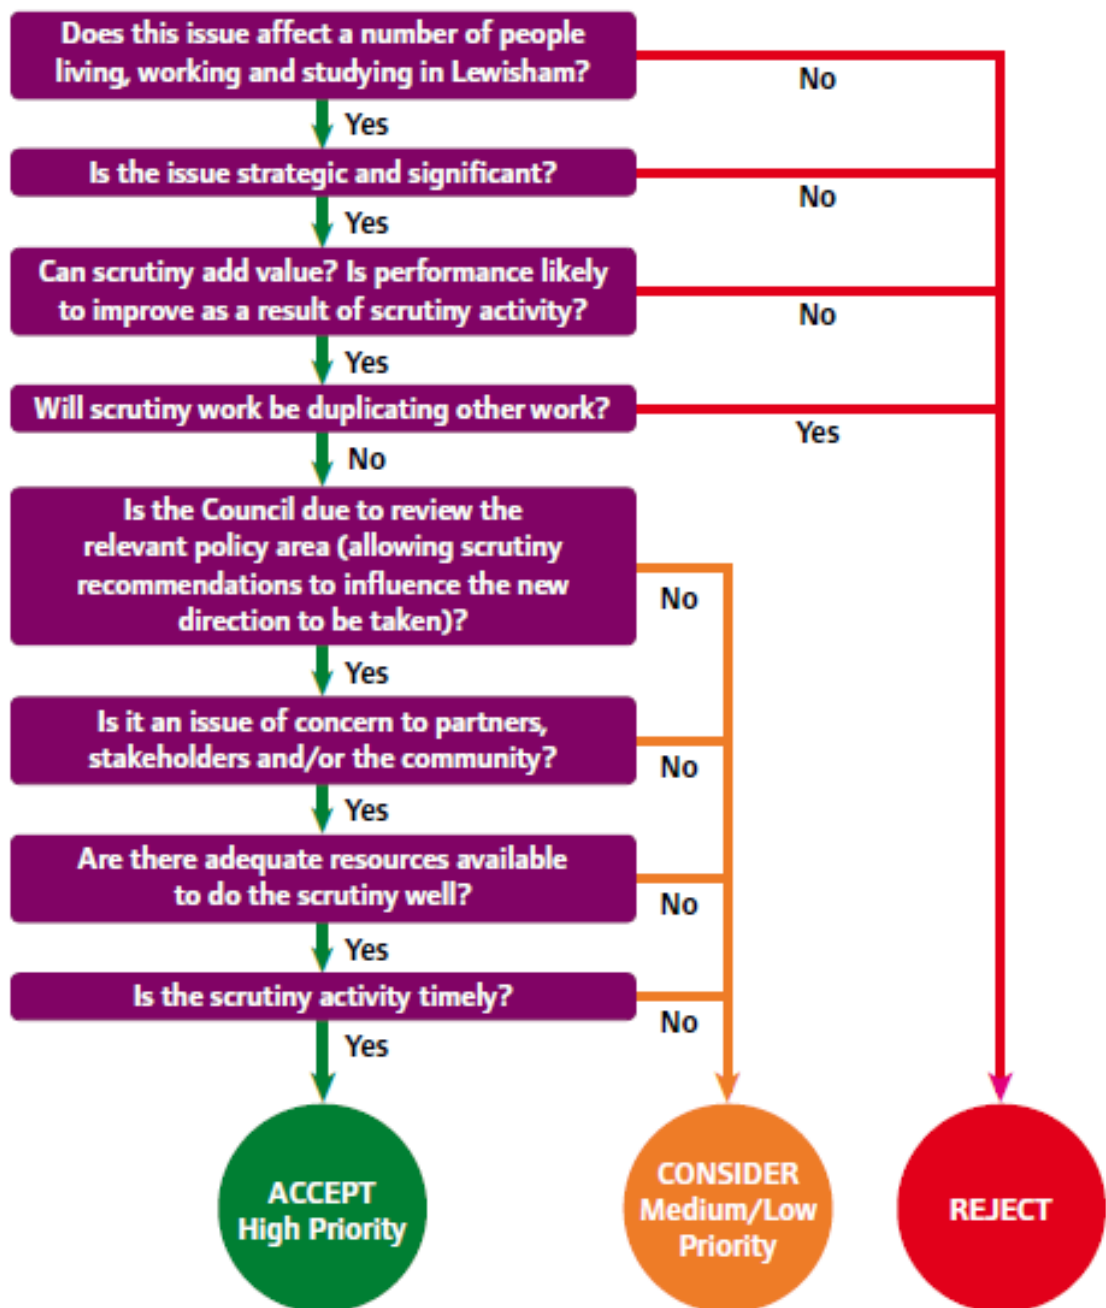 Does this issue affect a number of people
living, working and studying in Lewisham?
No
Yes
Is the issue strategic and significant?
No
Yes
Can scrutiny add value? Is performance likely
to improve as a result of scrutiny activity?
No
Yes
Will scrutiny work be duplicating other work?
Yes
No
Is the Council due to review the
relevant policy area (allowing scrutiny
recommendations to influence the new
direction to be taken)?
No
Yes
Is it an issue of concern to partners,
stakeholders and/or the community?
No
Yes
Are there adequate resources available
to do the scrutiny well?
No
Yes
Is the scrutiny activity timely?
No
Yes
ACCEPT
High Priority
CONSIDER
Medium/Low
Priority
REJECT